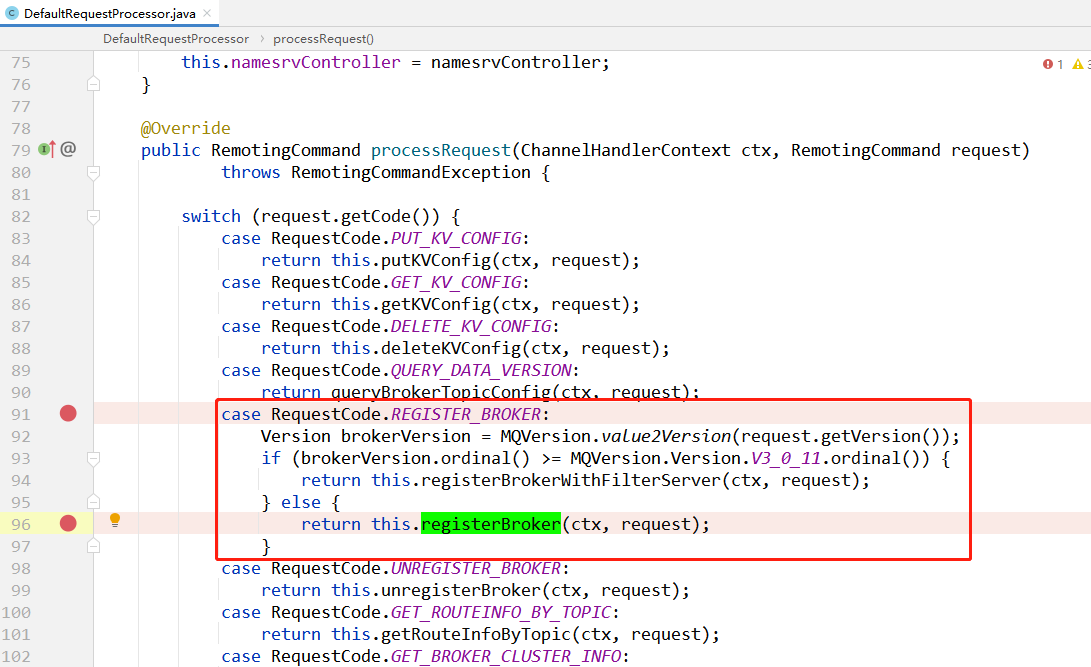 DefaultRequestProcessor.java
DefaultRequestProcessor processRequest()
75 this.namesrvController = namesrvController;
76 }
77
78 @Override
79 public RemotingCommand processRequest(ChannelHandlerContext ctx, RemotingCommand request)
80 throws RemotingCommandException {
81
82 switch (request.getCode()) {
83 case RequestCode.PUT_KV_CONFIG:
84 return this.putKVConfig(ctx, request);
85 case RequestCode.GET_KV_CONFIG:
86 return this.getKVConfig(ctx, request);
87 case RequestCode.DELETE_KV_CONFIG:
88 return this.deleteKVConfig(ctx, request);
89 case RequestCode.QUERY_DATA_VERSION:
90 return queryBrokerTopicConfig(ctx, request);
91 case RequestCode.REGISTER_BROKER:
92 Version brokerVersion = MQVersion.value2Version(request.getVersion());
93 if (brokerVersion.ordinal() >= MQVersion.Version.V3_0_11.ordinal()) {
94 return this.registerBrokerWithFilterServer(ctx, request);
95 } else {
96 return this.registerBroker(ctx, request);
97 }
98 case RequestCode.UNREGISTER_BROKER:
99 return this.unregisterBroker(ctx, request);
100 case RequestCode.GET_ROUTEINFO_BY_TOPIC:
101 return this.getRouteInfoByTopic(ctx, request);
102 case RequestCode.GET_BROKER_CLUSTER_INFO: